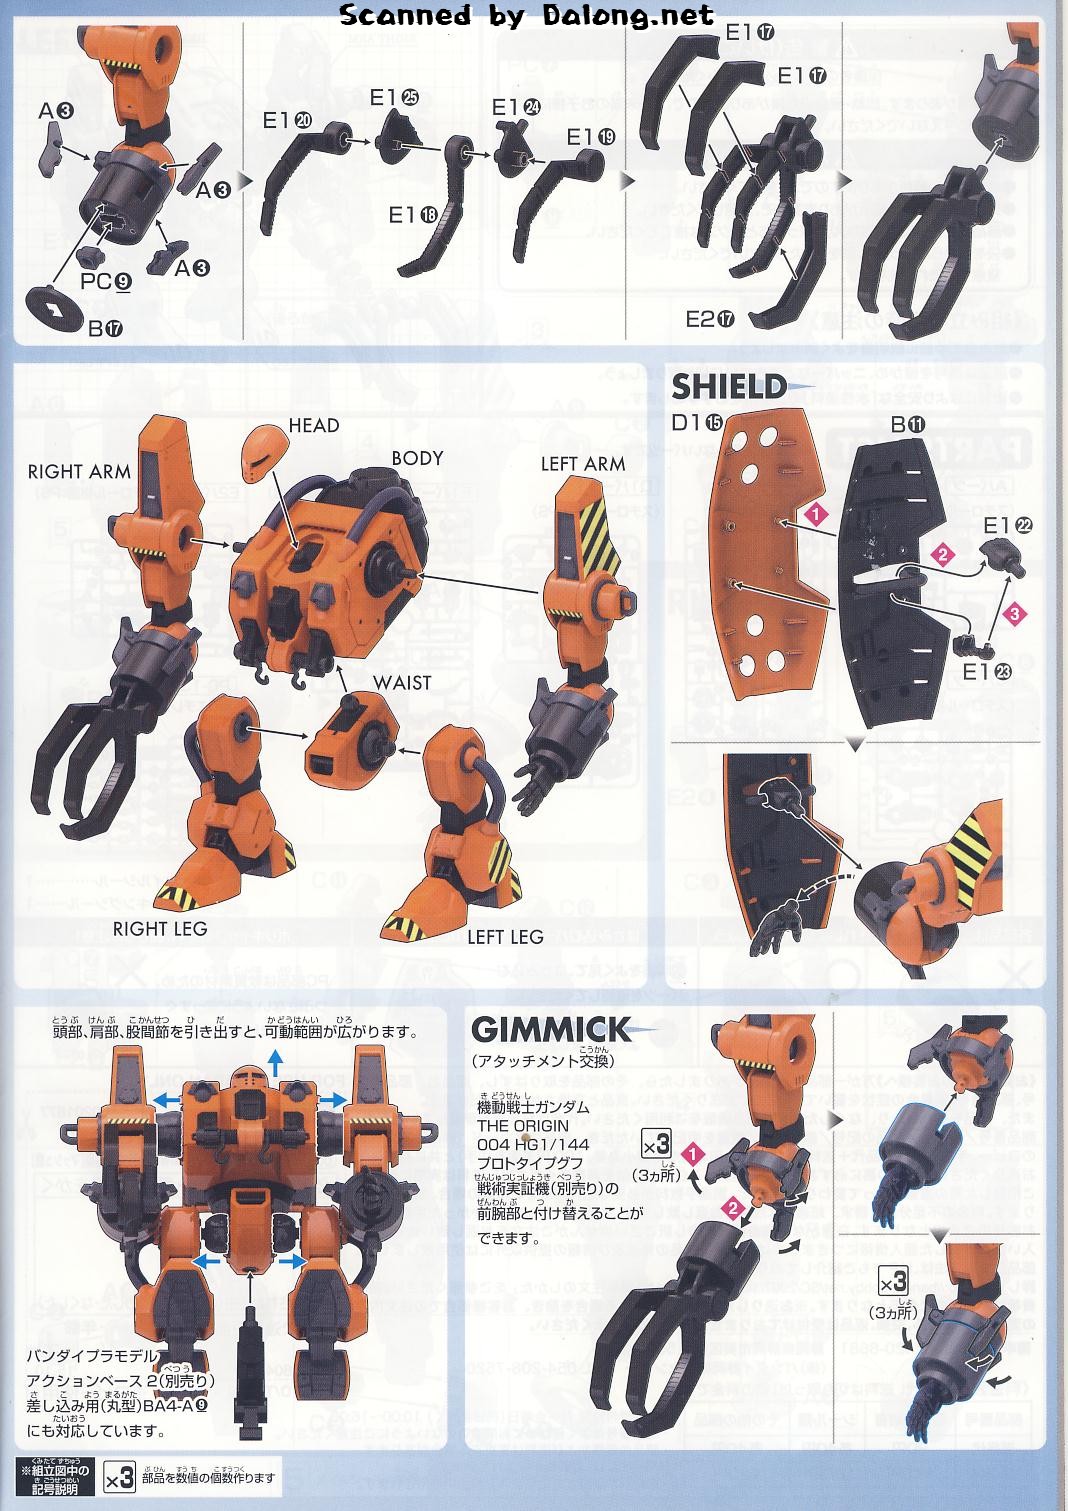 Scanned by Dalong.net
A3
A3
A3
PC9
B17
E1 20
E1 25
E1 18
E1 24
E1 19
E1 17
E1 17
E2 17
RIGHT ARM
HEAD
BODY
LEFT ARM
WAIST
RIGHT LEG
LEFT LEG
SHIELD
D1 15
B11
1
2
E1 22
3
E1 23
頭部、肩部、股間節を引き出すと、可動範囲が広がります。
バンダイプラモデル
アクションベース 2(別売り)
差し込み用(丸型)BA4-A9
にも対応しています。
GIMMICK
(アタッチメント交換)
機動戦士ガンダム
THE ORIGIN
004 HG1/144
プロトタイプグフ
戦術実証機(別売り)の
前腕部と付け替えることが
できます。
×3
(3ヵ所)
1
2
×3
(3ヵ所)
※組立図中の
記号説明
×3 部品を数値の個数作ります